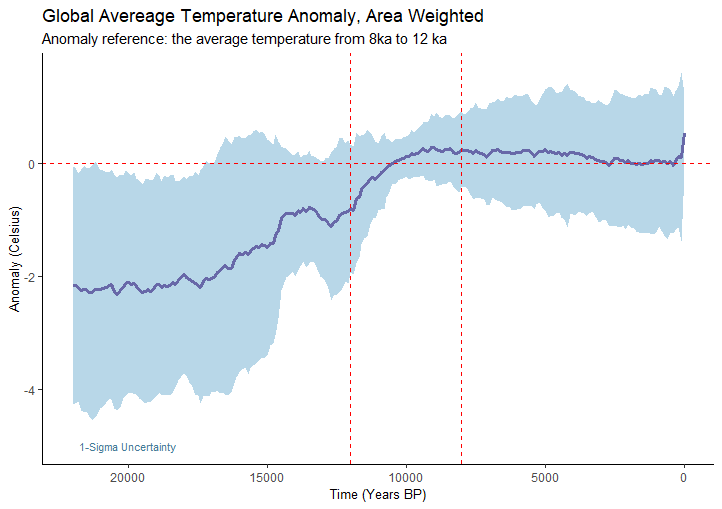 Global Avereage Temperature Anomaly, Area Weighted
Anomaly reference: the average temperature from 8ka to 12 ka
0
-2
-4
Anomaly (Celsius)
1-Sigma Uncertainty
20000
15000
10000
5000
0
Time (Years BP)